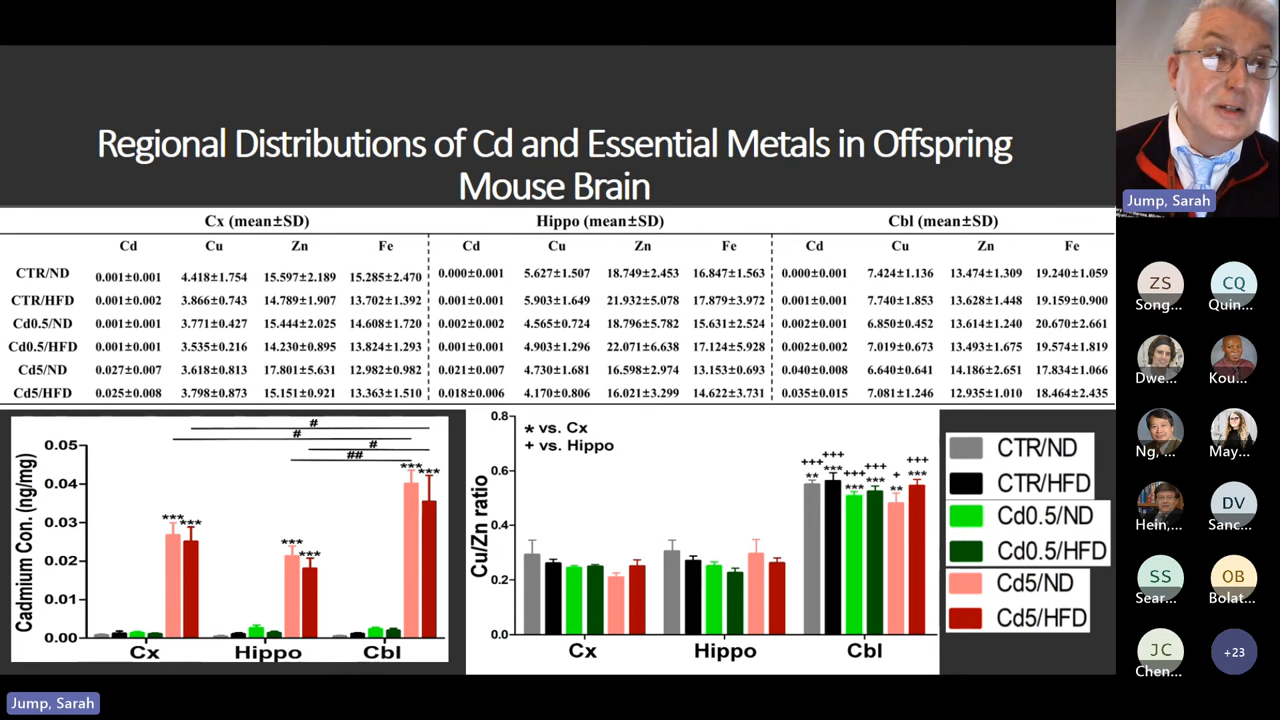 Regional Distributions of Cd and Essential Metals in Offspring
Mouse Brain
Cx (mean±SD) Hippo (mean±SD) Cbl (mean±SD)
Cd Cu Zn Fe Cd Cu Zn Fe Cd Cu Zn Fe
CTR/ND 0.001±0.001 4.418±1.754 15.597±2.189 15.285±2.470 0.000±0.001 5.627±1.507 18.749±2.453 16.847±1.563 0.000±0.001 7.424±1.136 13.474±1.309 19.240±1.059
CTR/HFD 0.001±0.002 3.866±0.743 14.789±1.907 13.702±1.392 0.001±0.001 5.903±1.649 21.932±5.078 17.879±3.972 0.001±0.001 7.740±1.853 13.628±1.448 19.159±0.900
Cd0.5/ND 0.001±0.001 3.771±0.427 15.444±2.025 14.608±1.720 0.002±0.002 4.565±0.724 18.796±5.782 15.631±2.524 0.002±0.001 6.850±0.452 13.614±1.240 20.670±2.661
Cd0.5/HFD 0.001±0.001 3.535±0.216 14.230±0.895 13.824±1.293 0.001±0.001 4.903±1.296 22.071±6.638 17.124±5.928 0.002±0.002 7.019±0.673 13.493±1.675 19.574±1.819
Cd5/ND 0.027±0.007 3.618±0.813 17.801±5.631 12.982±0.982 0.021±0.007 4.730±1.681 16.598±2.974 13.153±0.693 0.040±0.008 6.640±0.641 14.186±2.651 17.834±1.066
Cd5/HFD 0.025±0.008 3.798±0.873 15.151±0.921 13.363±1.510 0.018±0.006 4.170±0.806 16.021±3.299 14.622±3.731 0.035±0.015 7.081±1.246 12.935±1.010 18.464±2.435
Cadmium Con. (ng/mg)
0.05
0.04
0.03
0.02
0.01
0.00
#
#
#
##
*** ***
*** ***
*** ***
Cx Hippo Cbl
Cu/Zn ratio
0.8
0.6
0.4
0.2
0.0
* vs. Cx
+ vs. Hippo
+++ +++ +++ +++ + +++
** *** *** *** ** ***
Cx Hippo Cbl
CTR/ND
CTR/HFD
Cd0.5/ND
Cd0.5/HFD
Cd5/ND
Cd5/HFD
Jump, Sarah
ZS CQ
Song... Quin...
Dwe... Kou...
Ng, ... May...
DV
Hein,... Sanc...
SS OB
Sear... Bolat...
JC +23
Chen...
Jump, Sarah